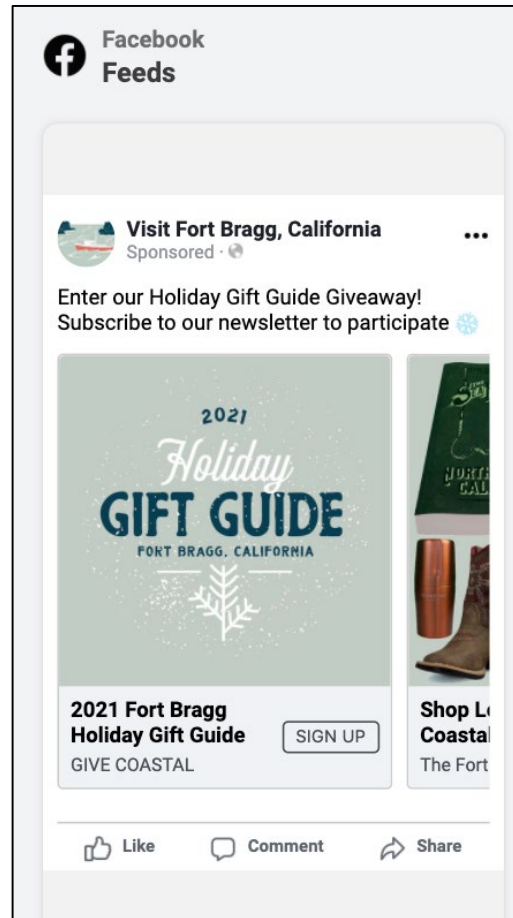 Facebook
Feeds
Visit Fort Bragg, California
Sponsored ·
Enter our Holiday Gift Guide Giveaway!
Subscribe to our newsletter to participate
2021
Holiday
GIFT GUIDE
FORT BRAGG, CALIFORNIA
2021 Fort Bragg
Holiday Gift Guide
SIGN UP
GIVE COASTAL
Shop
Coastal
The Fort
Like
Comment
Share